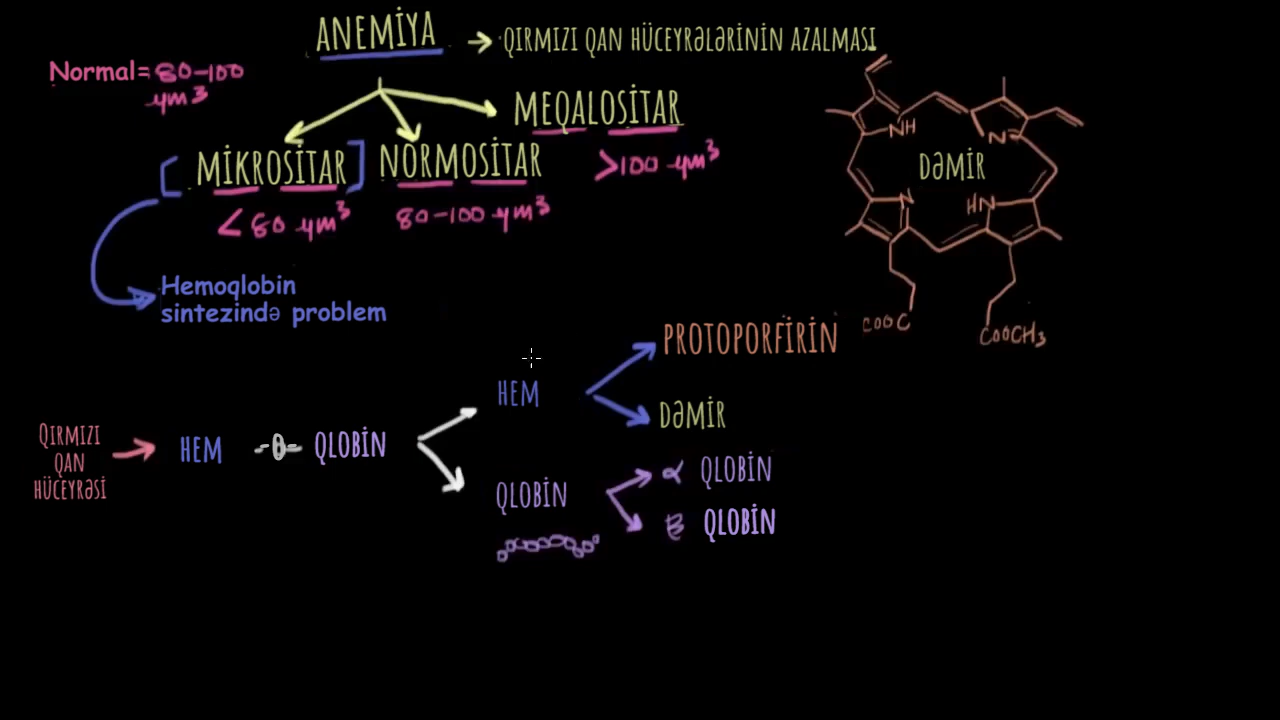 ANEMİYA → QIRMIZI QAN HÜCEYRƏLƏRİNİN AZALMASI
Normal= 80-100
µm³
MİKROSİTAR
NORMOSİTAR
MEQALOSİTAR
< 80 µm³
80-100 µm³
>100 µm³
Hemoqlobin
sintezində problem
NH
N
DƏMİR
N
HN
COOC
COOCH3
QIRMIZI
QAN
HÜCEYRƏSİ
HEM -O- QLOBİN
HEM
PROTOPORFİRİN
DƏMİR
QLOBİN
α QLOBİN
β QLOBİN